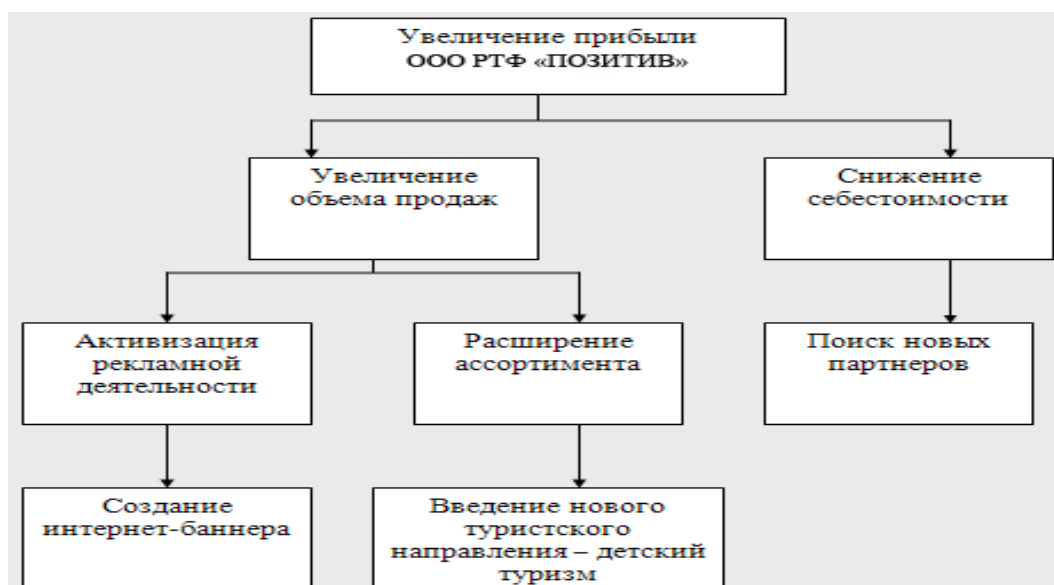 Увеличение прибыли
ООО РТФ «ПОЗИТИВ»
Увеличение
объема продаж
Снижение
себестоимости
Активизация
рекламной
деятельности
Расширение
ассортимента
Поиск новых
партнеров
Создание
интернет-баннера
Введение нового
туристского
направления – детский
туризм